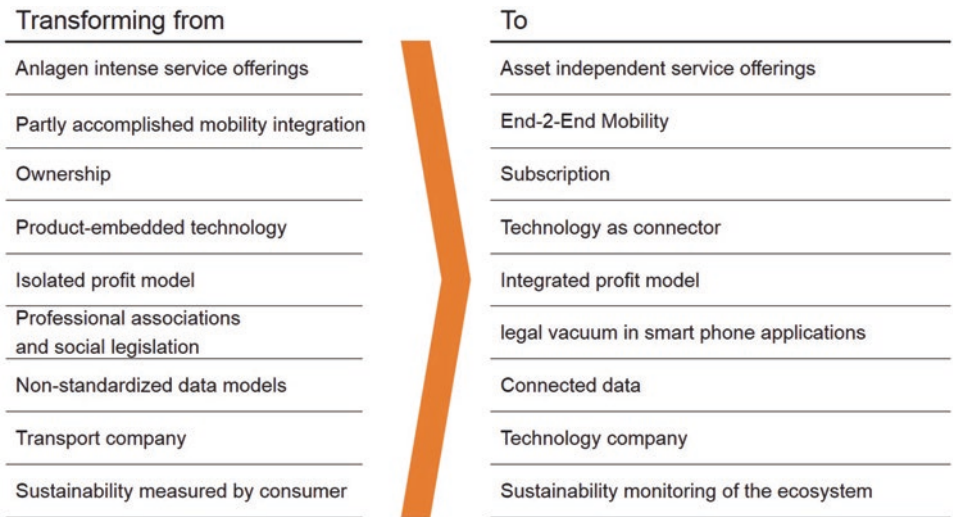 Transforming from
To
Anlagen intense service offerings
Asset independent service offerings
Partly accomplished mobility integration
End-2-End Mobility
Ownership
Subscription
Product-embedded technology
Technology as connector
Isolated profit model
Integrated profit model
Professional associations
and social legislation
legal vacuum in smart phone applications
Non-standardized data models
Connected data
Transport company
Technology company
Sustainability measured by consumer
Sustainability monitoring of the ecosystem